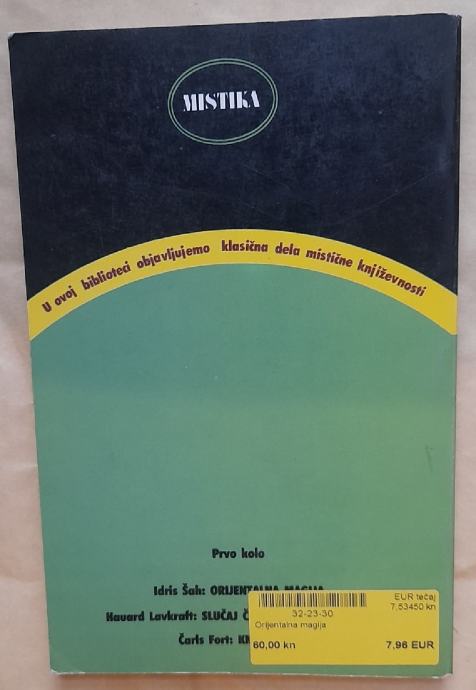 MISTIKA
U ovoj biblioteci objavljujemo klasična dela mistične književnosti
Prvo kolo
Idris Šah: ORIJENTALNA MAGIJA
Havard Lavkraft: SLUČAJ
Čarls Fort:
EUR tečaj
7,53450 kn
32-23-30
Orijentalna magija
60,00 kn 7,96 EUR